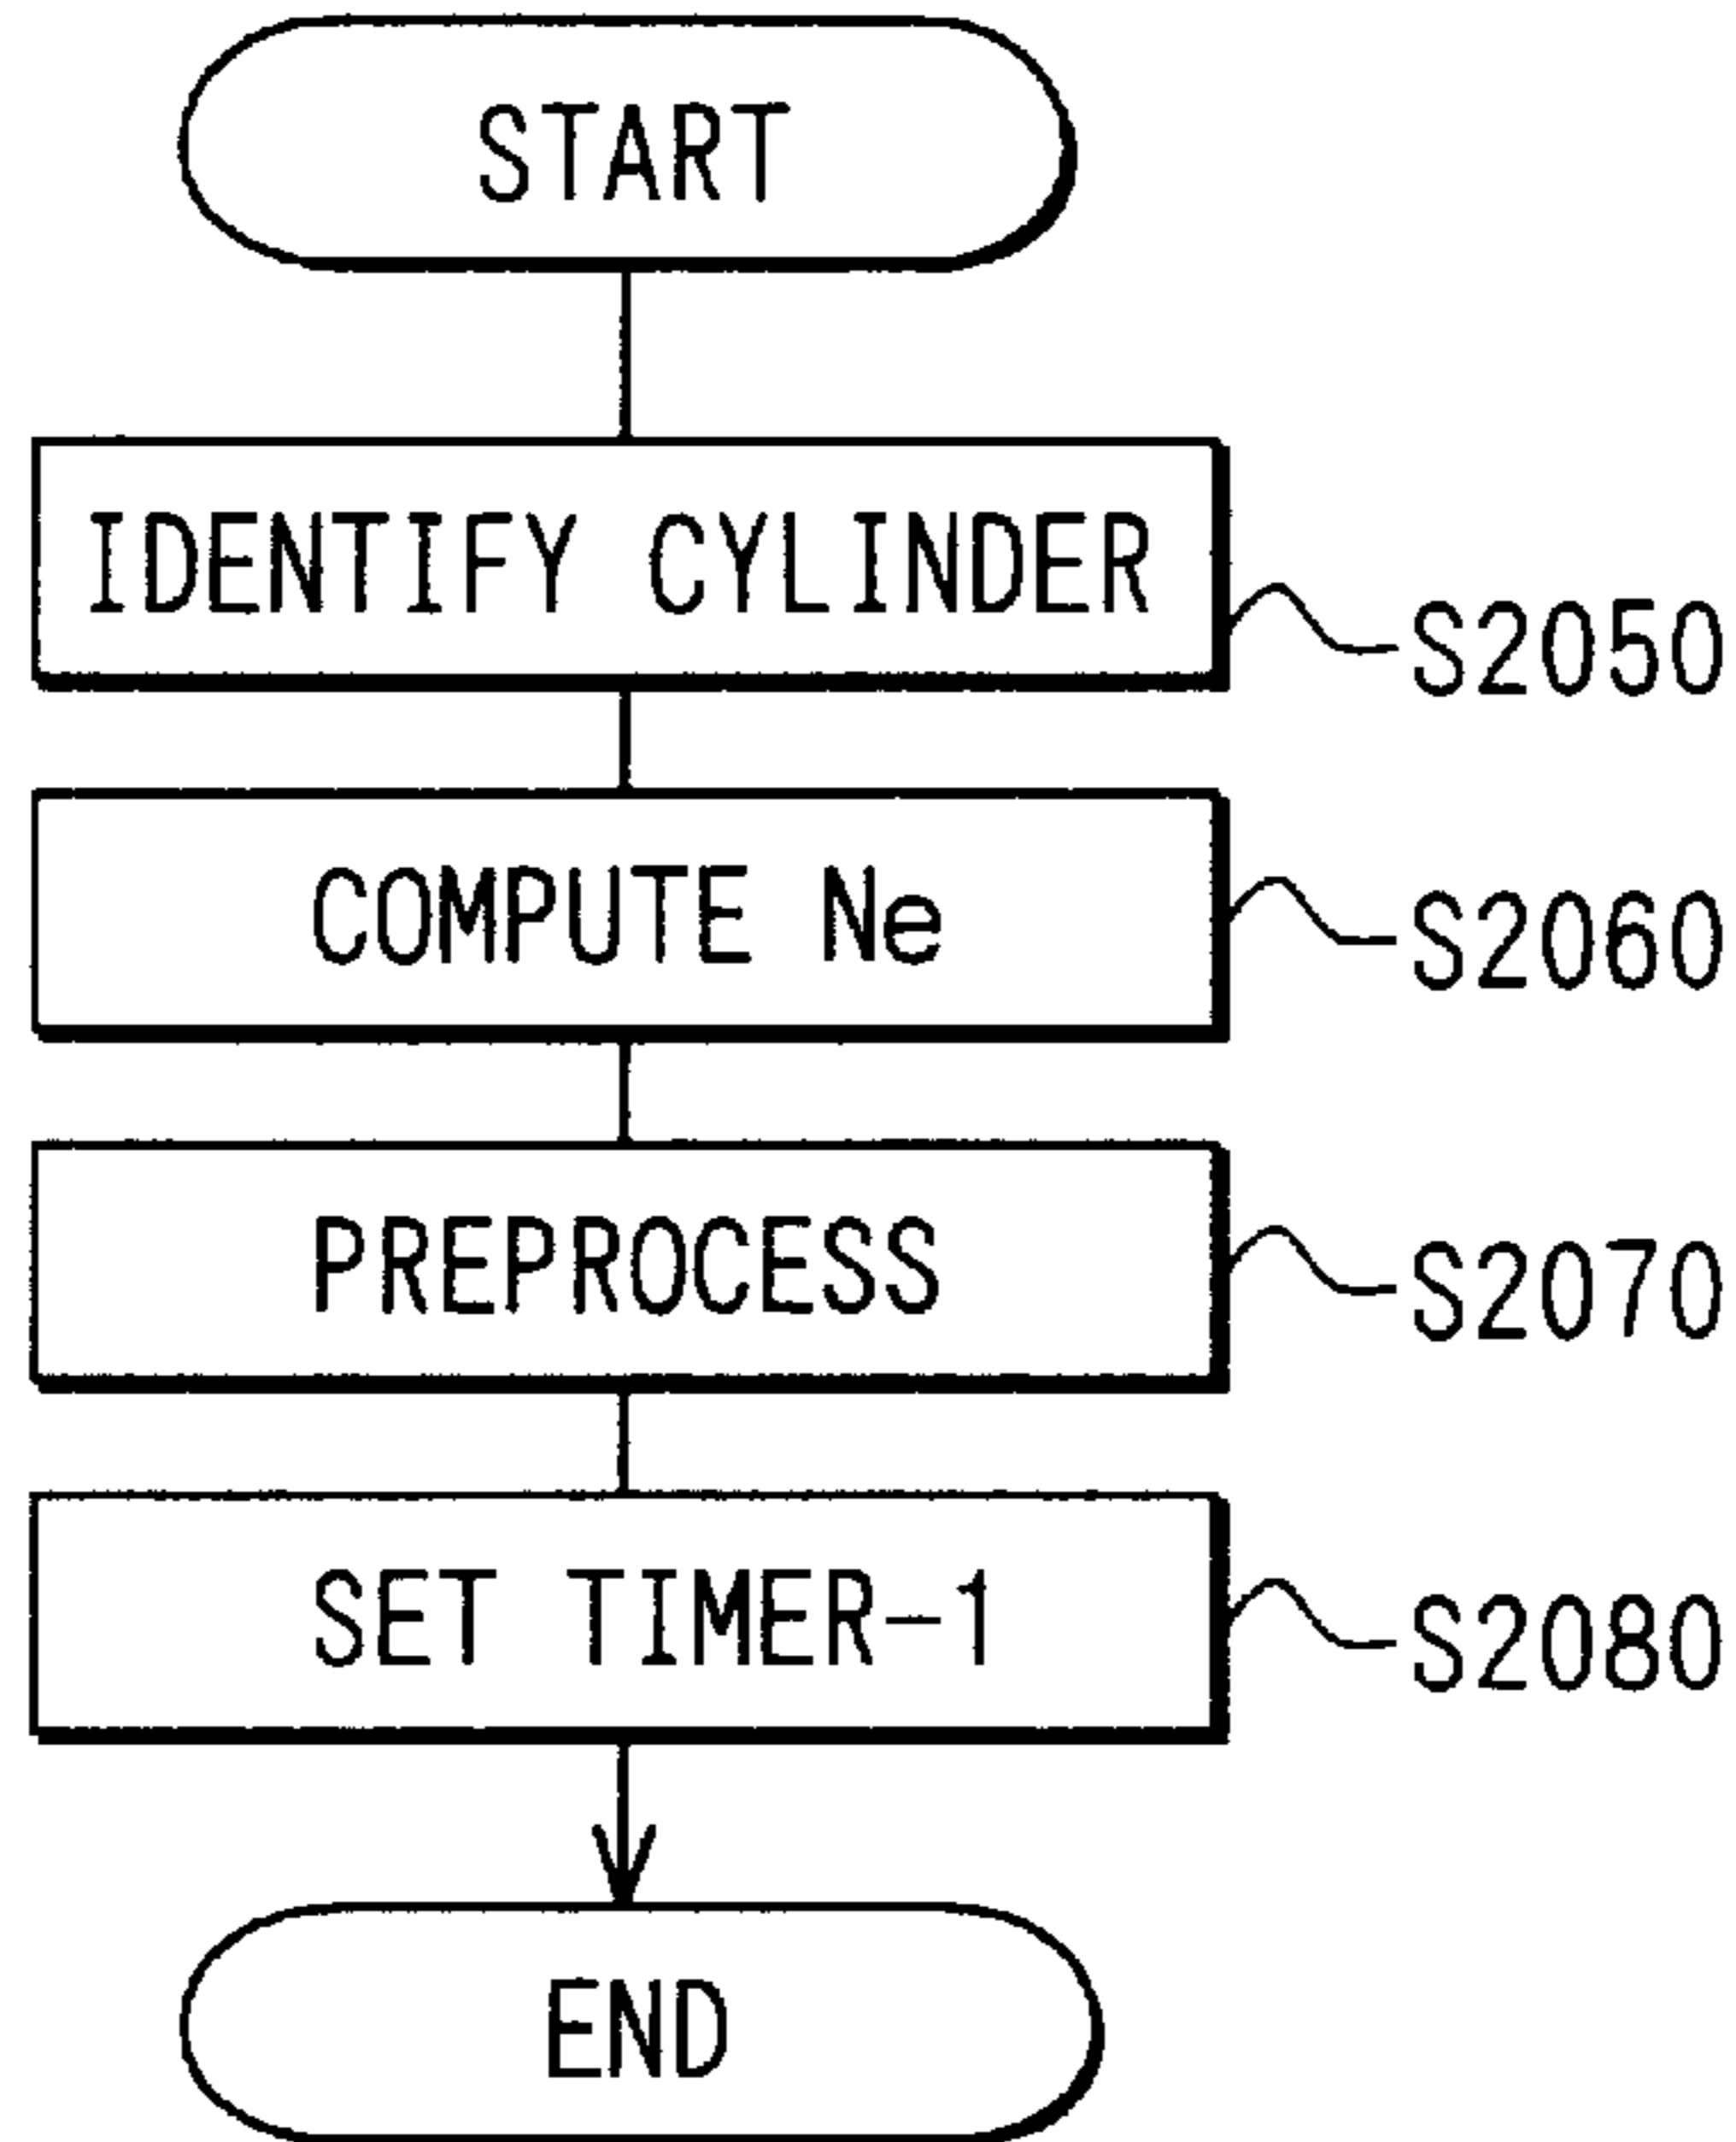 START
IDENTIFY CYLINDER
S2050
COMPUTE Ne
S2060
PREPROCESS
S2070
SET TIMER-1
S2080
END